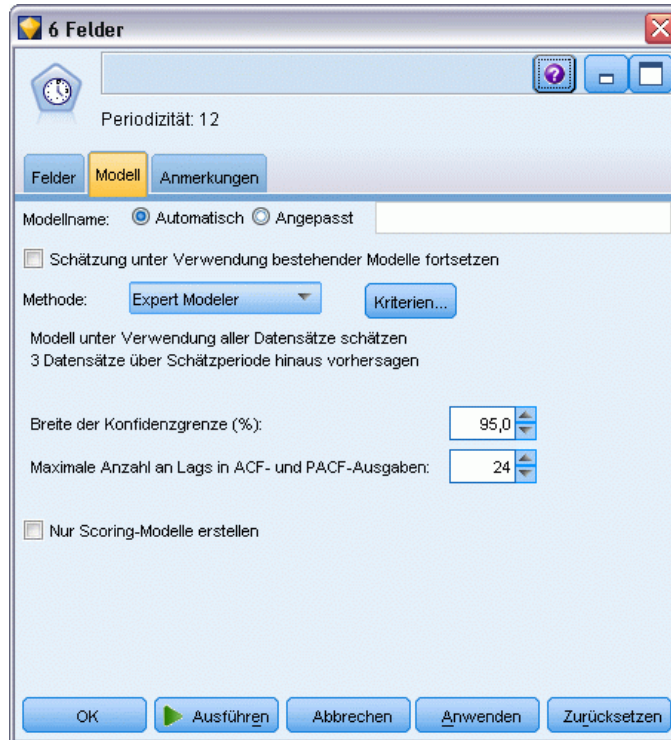 6 Felder
Periodizität: 12
Felder Modell Anmerkungen
Modellname: Automatisch Angepasst
Schätzung unter Verwendung bestehender Modelle fortsetzen
Methode: Expert Modeler Kriterien...
Modell unter Verwendung aller Datensätze schätzen
3 Datensätze über Schätzperiode hinaus vorhersagen
Breite der Konfidenzgrenze (%): 95,0
Maximale Anzahl an Lags in ACF- und PACF-Ausgaben: 24
Nur Scoring-Modelle erstellen
OK Ausführen Abbrechen Anwenden Zurücksetzen